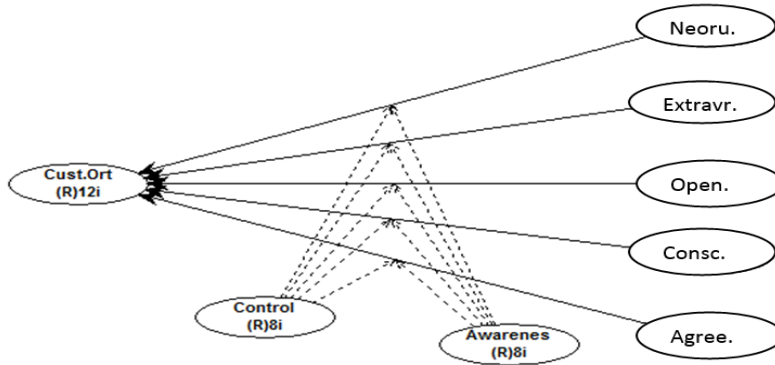 Neoru.
Extravr.
Cust.Ort
(R)12i
Open.
Consc.
Control
(R)8i
Agree.
Awarenes
(R)8i